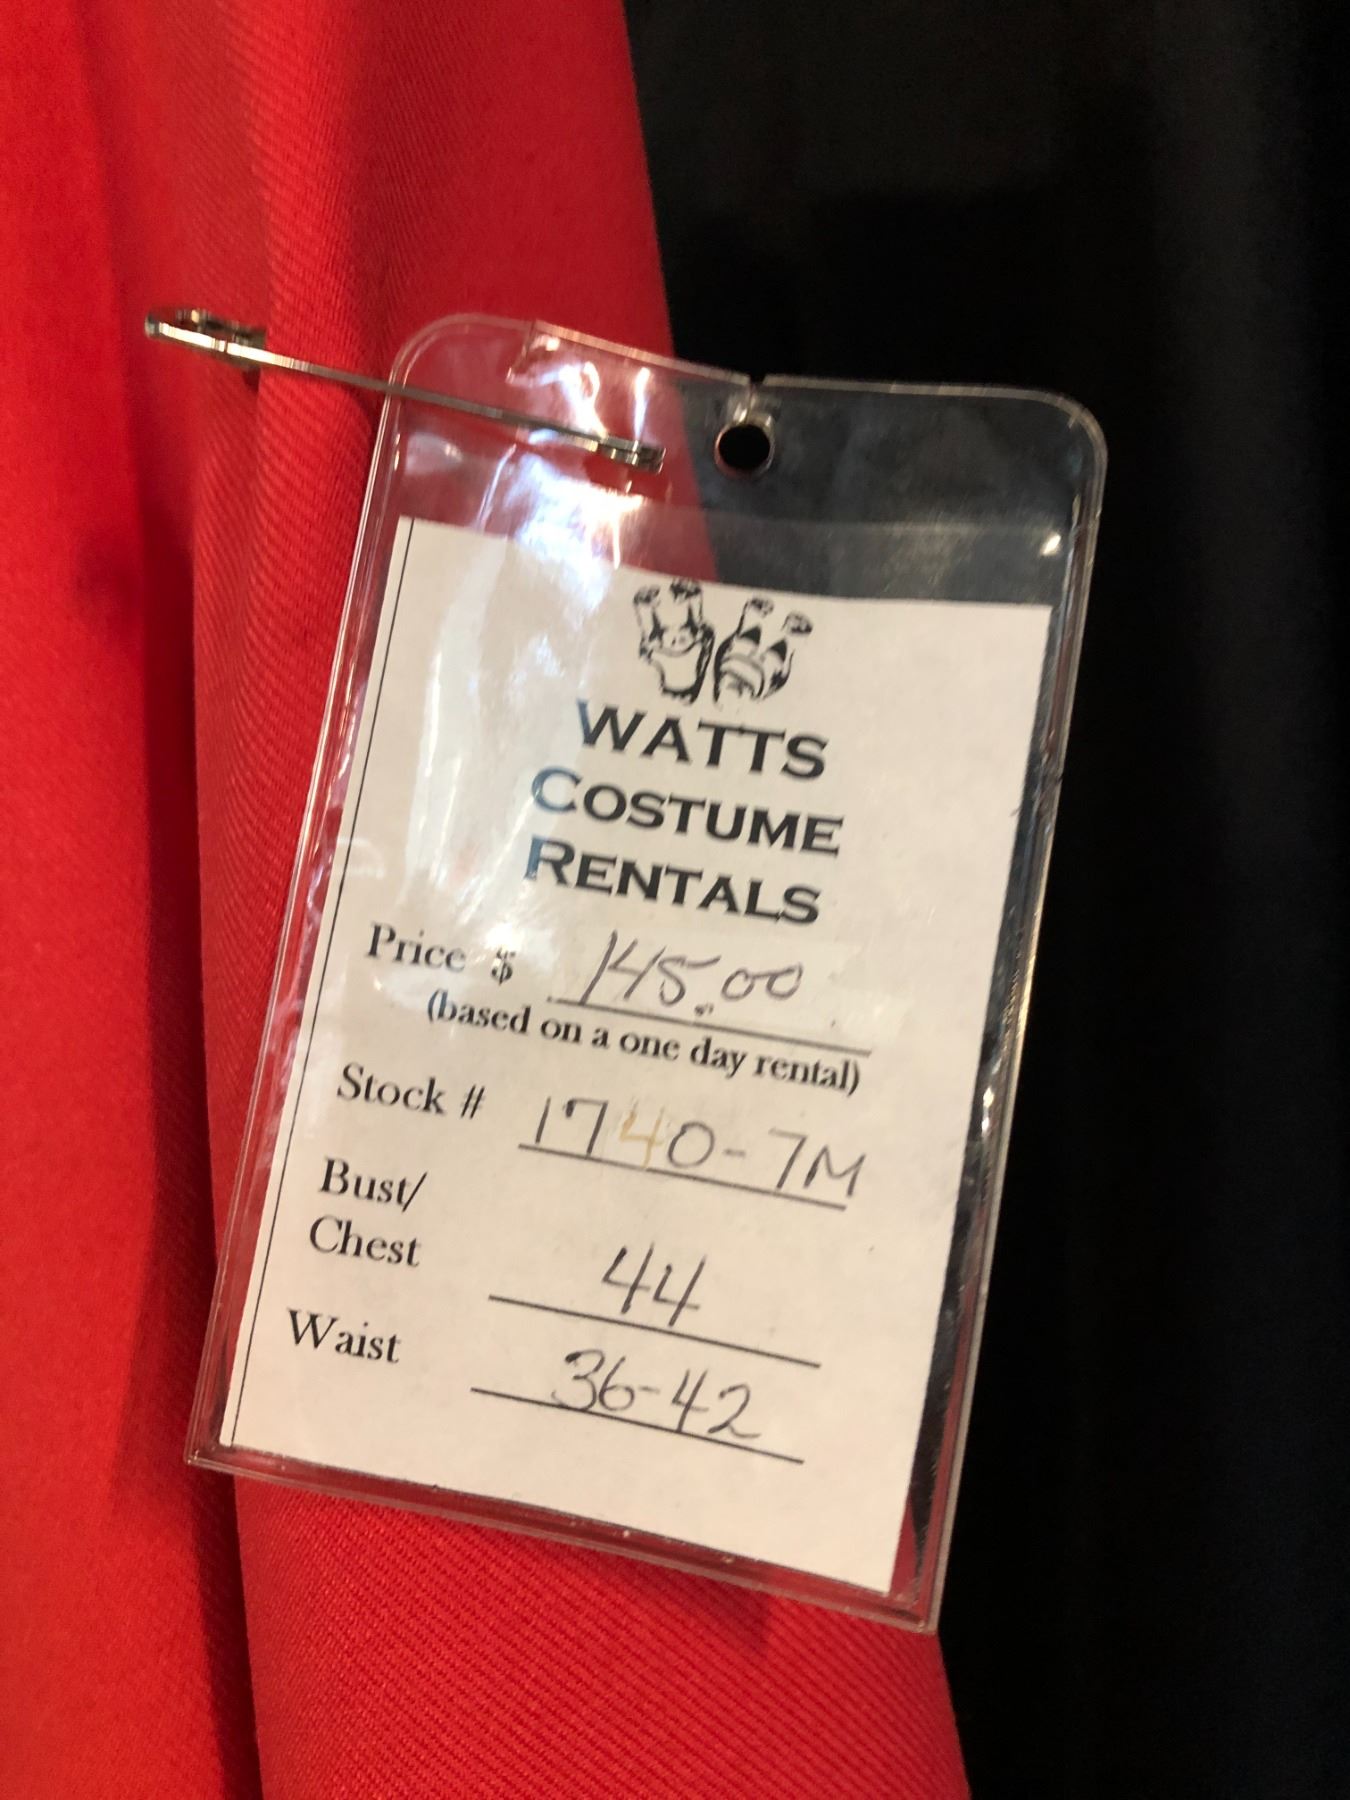 WATTS
COSTUME
RENTALS
Price $ 145.00
(based on a one day rental)
Stock # 1740-7M
Bust/
Chest 44
Waist 36-42